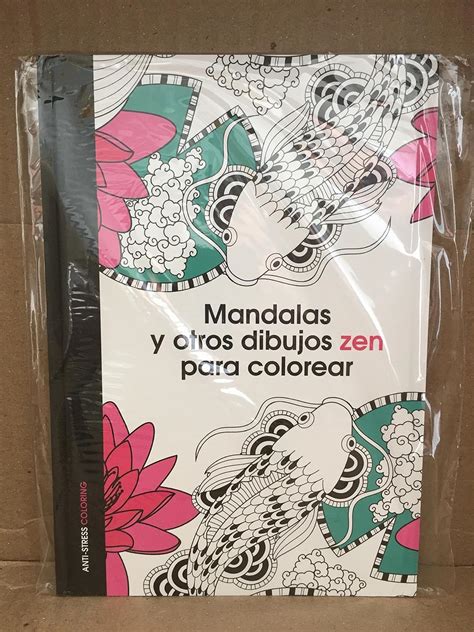 Mandalas
y otros dibujos zen
para colorear
ANTI-STRESS COLORING